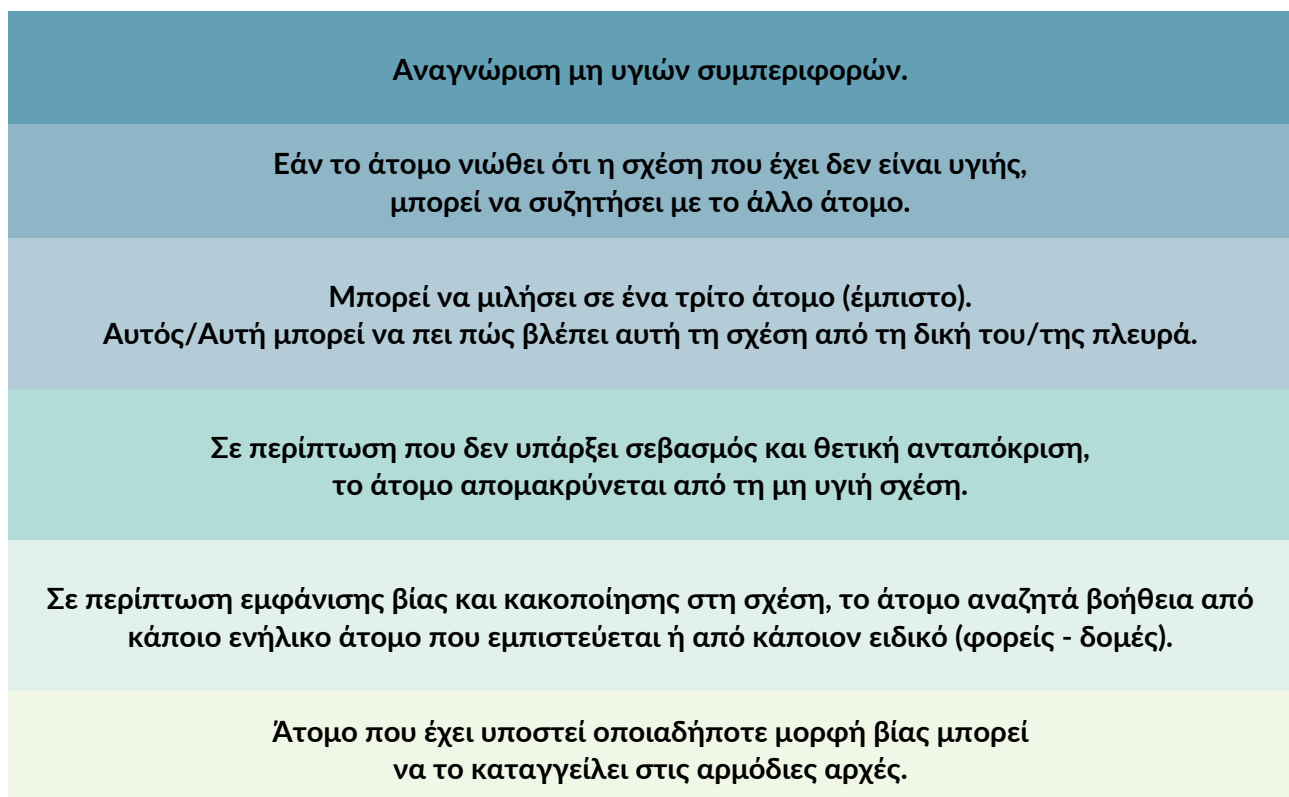 Αναγνώριση μη υγιών συμπεριφορών.
Εάν το άτομο νιώθει ότι η σχέση που έχει δεν είναι υγιής,
μπορεί να συζητήσει με το άλλο άτομο.
Μπορεί να μιλήσει σε ένα τρίτο άτομο (έμπιστο).
Αυτός/Αυτή μπορεί να πει πώς βλέπει αυτή τη σχέση από τη δική του/της πλευρά.
Σε περίπτωση που δεν υπάρξει σεβασμός και θετική ανταπόκριση,
το άτομο απομακρύνεται από τη μη υγιή σχέση.
Σε περίπτωση εμφάνισης βίας και κακοποίησης στη σχέση, το άτομο αναζητά βοήθεια από
κάποιο ενήλικο άτομο που εμπιστεύεται ή από κάποιον ειδικό (φορείς - δομές).
Άτομο που έχει υποστεί οποιαδήποτε μορφή βίας μπορεί
να το καταγγείλει στις αρμόδιες αρχές.